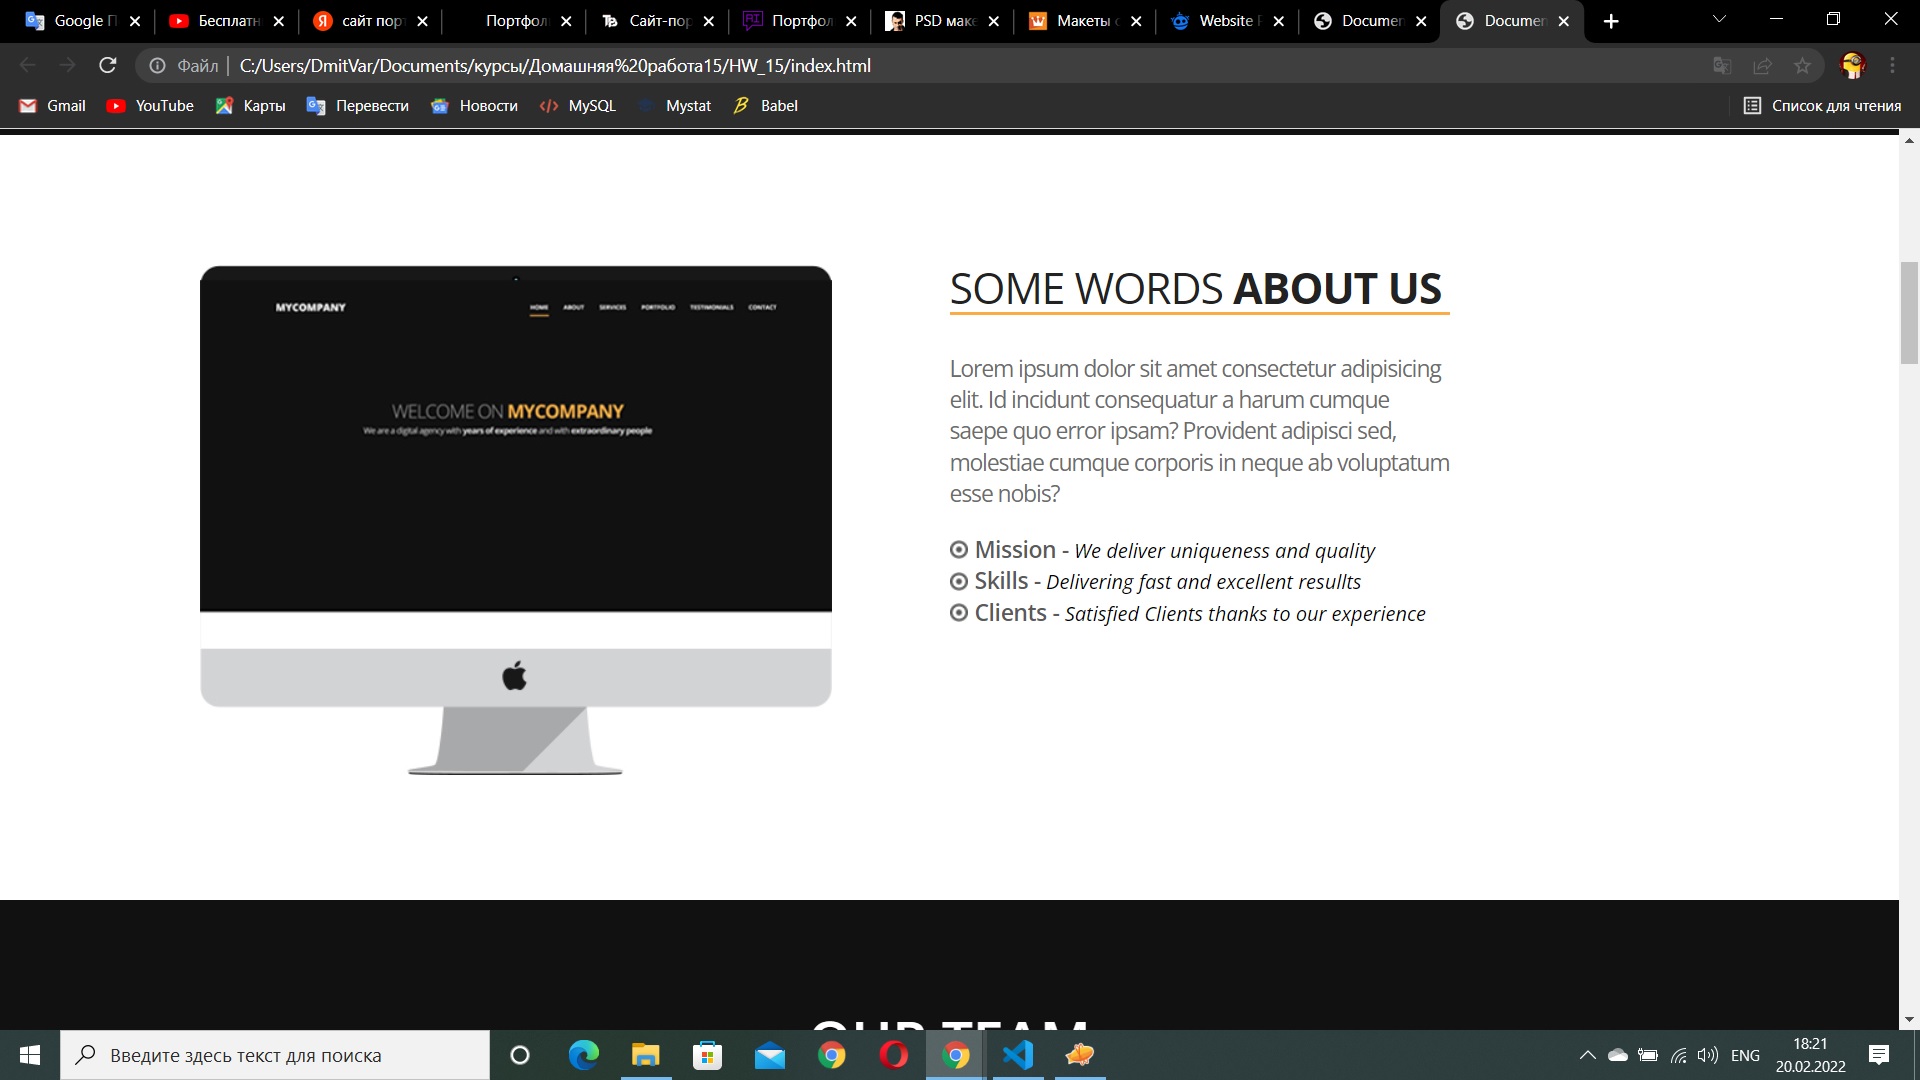 Google П
Бесплатн
сайт порт
Портфол
Сайт-пор
Портфол
PSD маке
Макеты с
Website P
Documen
Documen
Файл | C:/Users/DmitVar/Documents/курсы/Домашняя%20работа15/HW_15/index.html
Gmail
YouTube
Карты
Перевести
Новости
MySQL
Mystat
Babel
Список для чтения
MYCOMPANY
HOME ABOUT SERVICES PORTFOLIO TESTIMONIALS CONTACT
WELCOME ON MYCOMPANY
We are a digital agency with years of experience and with extraordinary people
SOME WORDS ABOUT US
Lorem ipsum dolor sit amet consectetur adipisicing
elit. Id incidunt consequatur a harum cumque
saepe quo error ipsam? Provident adipisci sed,
molestiae cumque corporis in neque ab voluptatum
esse nobis?
Mission - We deliver uniqueness and quality
Skills - Delivering fast and excellent resullts
Clients - Satisfied Clients thanks to our experience
OUR TEAM
Введите здесь текст для поиска
ENG
18:21
20.02.2022